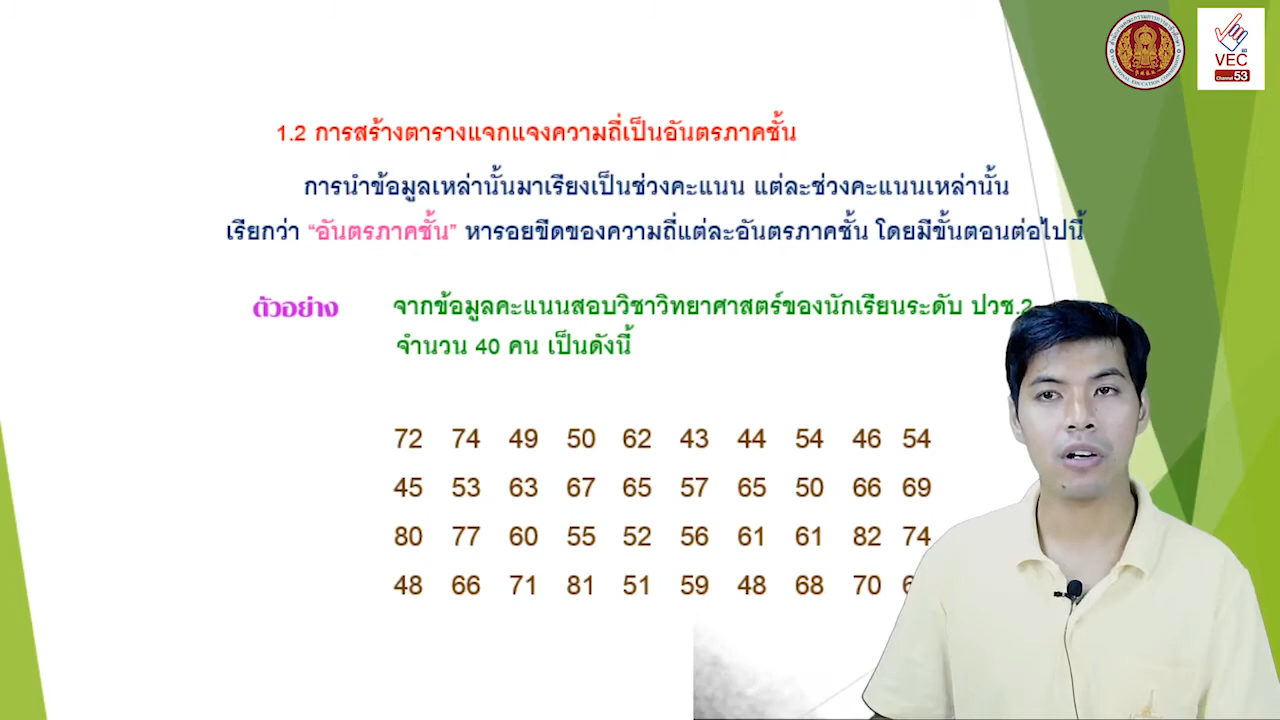 VEC
Channel 53
VOCATIONAL EDUCATION COMMISSION
1.2 การสร้างตารางแจกแจงความถี่เป็นอันตรภาคชั้น
การนำข้อมูลเหล่านั้นมาเรียงเป็นช่วงคะแนน แต่ละช่วงคะแนนเหล่านั้น
เรียกว่า “อันตรภาคชั้น” หารอยขีดของความถี่แต่ละอันตรภาคชั้น โดยมีขั้นตอนต่อไปนี้
ตัวอย่าง จากข้อมูลคะแนนสอบวิชาวิทยาศาสตร์ของนักเรียนระดับ ปวช.2
จำนวน 40 คน เป็นดังนี้
72 74 49 50 62 43 44 54 46 54
45 53 63 67 65 57 65 50 66 69
80 77 60 55 52 56 61 61 82 74
48 66 71 81 51 59 48 68 70